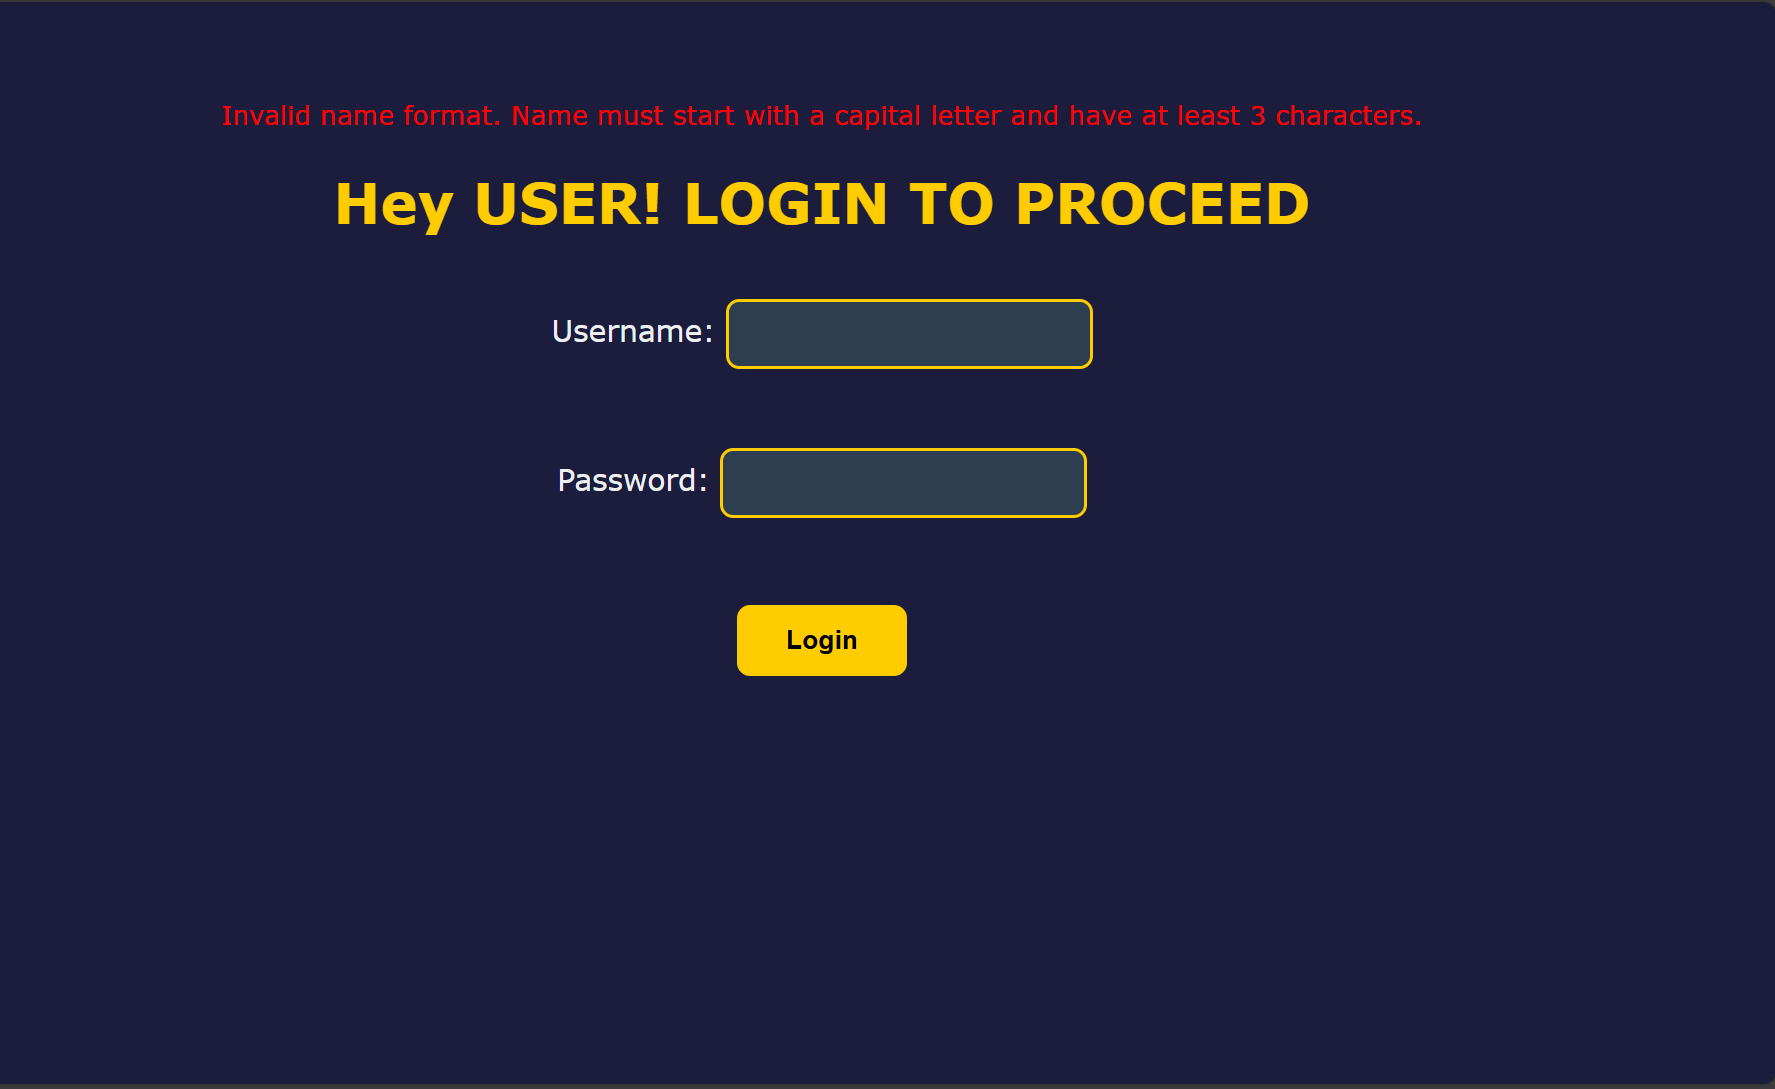 Invalid name format. Name must start with a capital letter and have at least 3 characters.
Hey USER! LOGIN TO PROCEED
Username:
Password:
Login